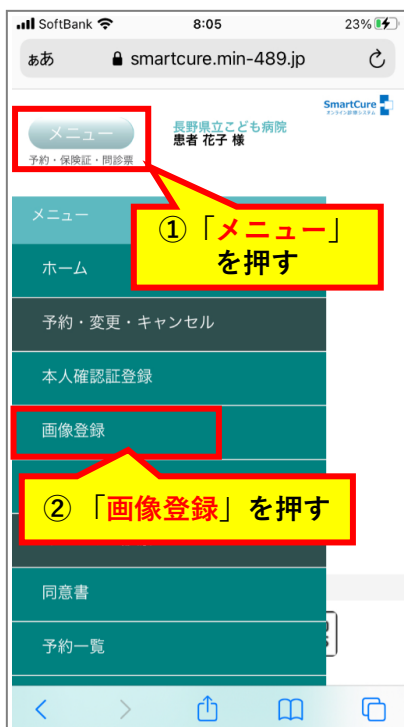 SoftBank 8:05 23%
ぁあ smartcure.min-489.jp
SmartCure
オンライン診療システム
メニュー
予約・保険証・問診票
長野県立こども病院
患者 花子 様
メニュー
①「メニュー」
を押す
ホーム
予約・変更・キャンセル
本人確認証登録
画像登録
②「画像登録」を押す
同意書
予約一覧